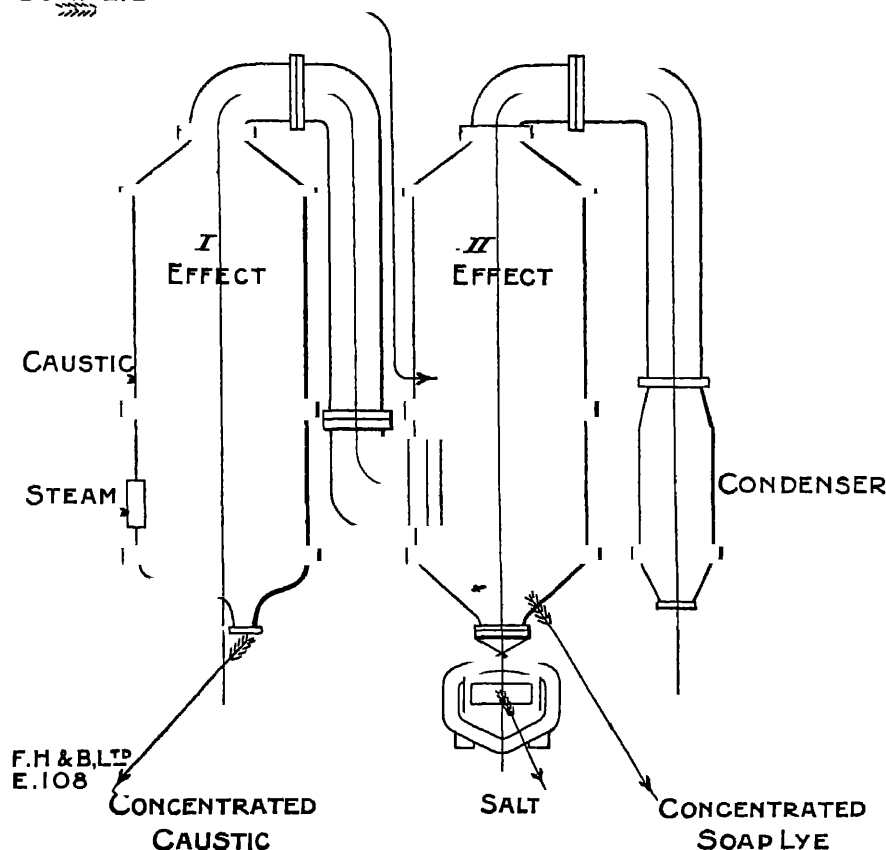 I
EFFECT
II
EFFECT
CAUSTIC
STEAM
CONDENSER
F.H & B, LTD
E.108
CONCENTRATED
CAUSTIC
SALT
CONCENTRATED
SOAP LYE